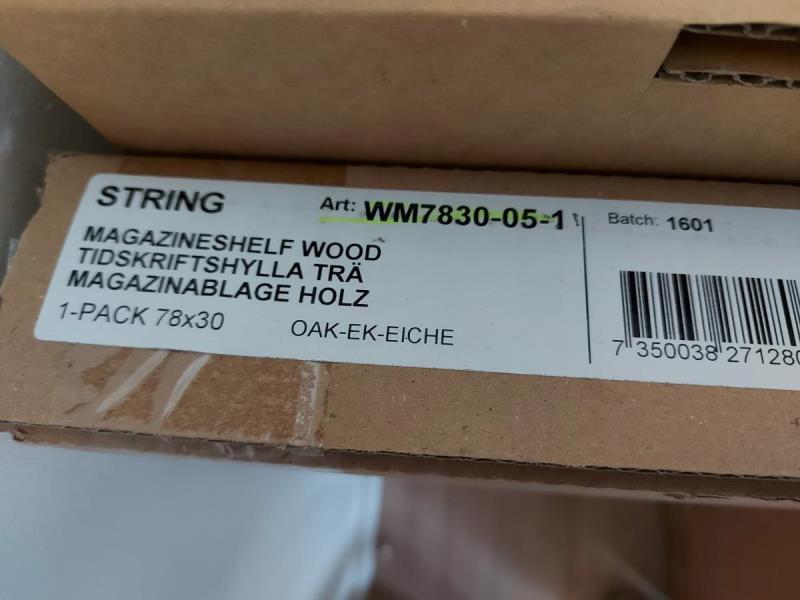 STRING
Art: WM7830-05-1
MAGAZINESHELF WOOD
TIDSKRIFTSHYLLA TRÄ
MAGAZINABLAGE HOLZ
1-PACK 78x30
OAK-EK-EICHE
Batch: 1601
7 350038 271280